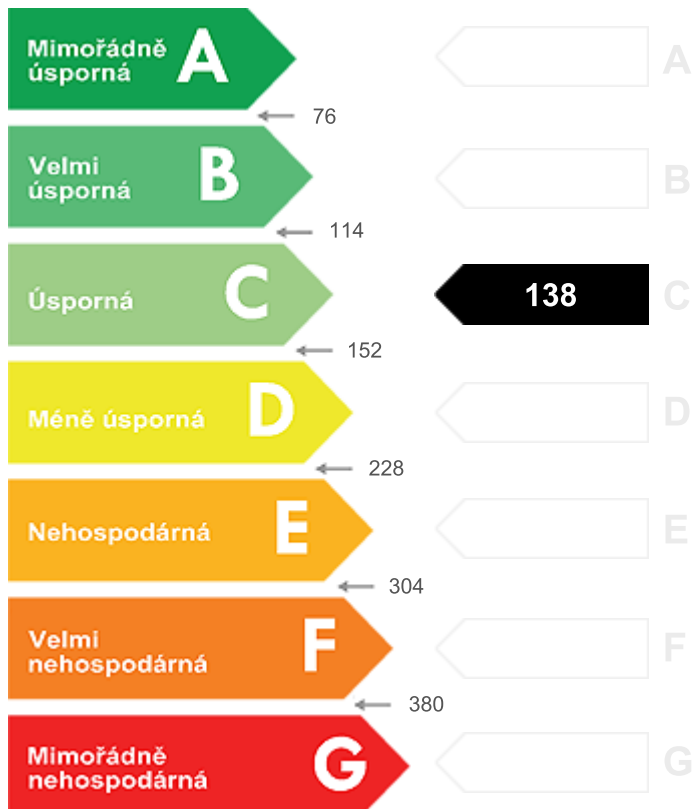 Mimořádně
úsporná
A
A
76
Velmi
úsporná
B
B
114
Úsporná
C
138
C
152
Méně úsporná
D
D
228
Nehospodárná
E
E
304
Velmi
nehospodárná
F
F
380
Mimořádně
nehospodárná
G
G